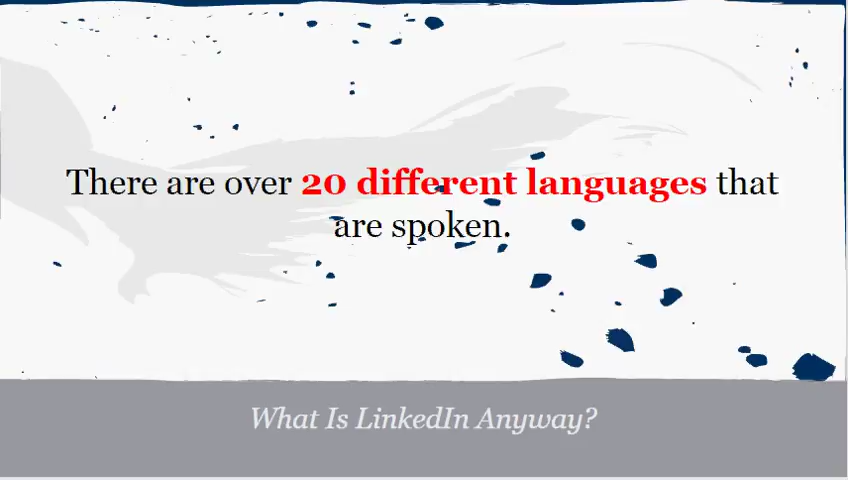 There are over 20 different languages that
are spoken.
What Is LinkedIn Anyway?